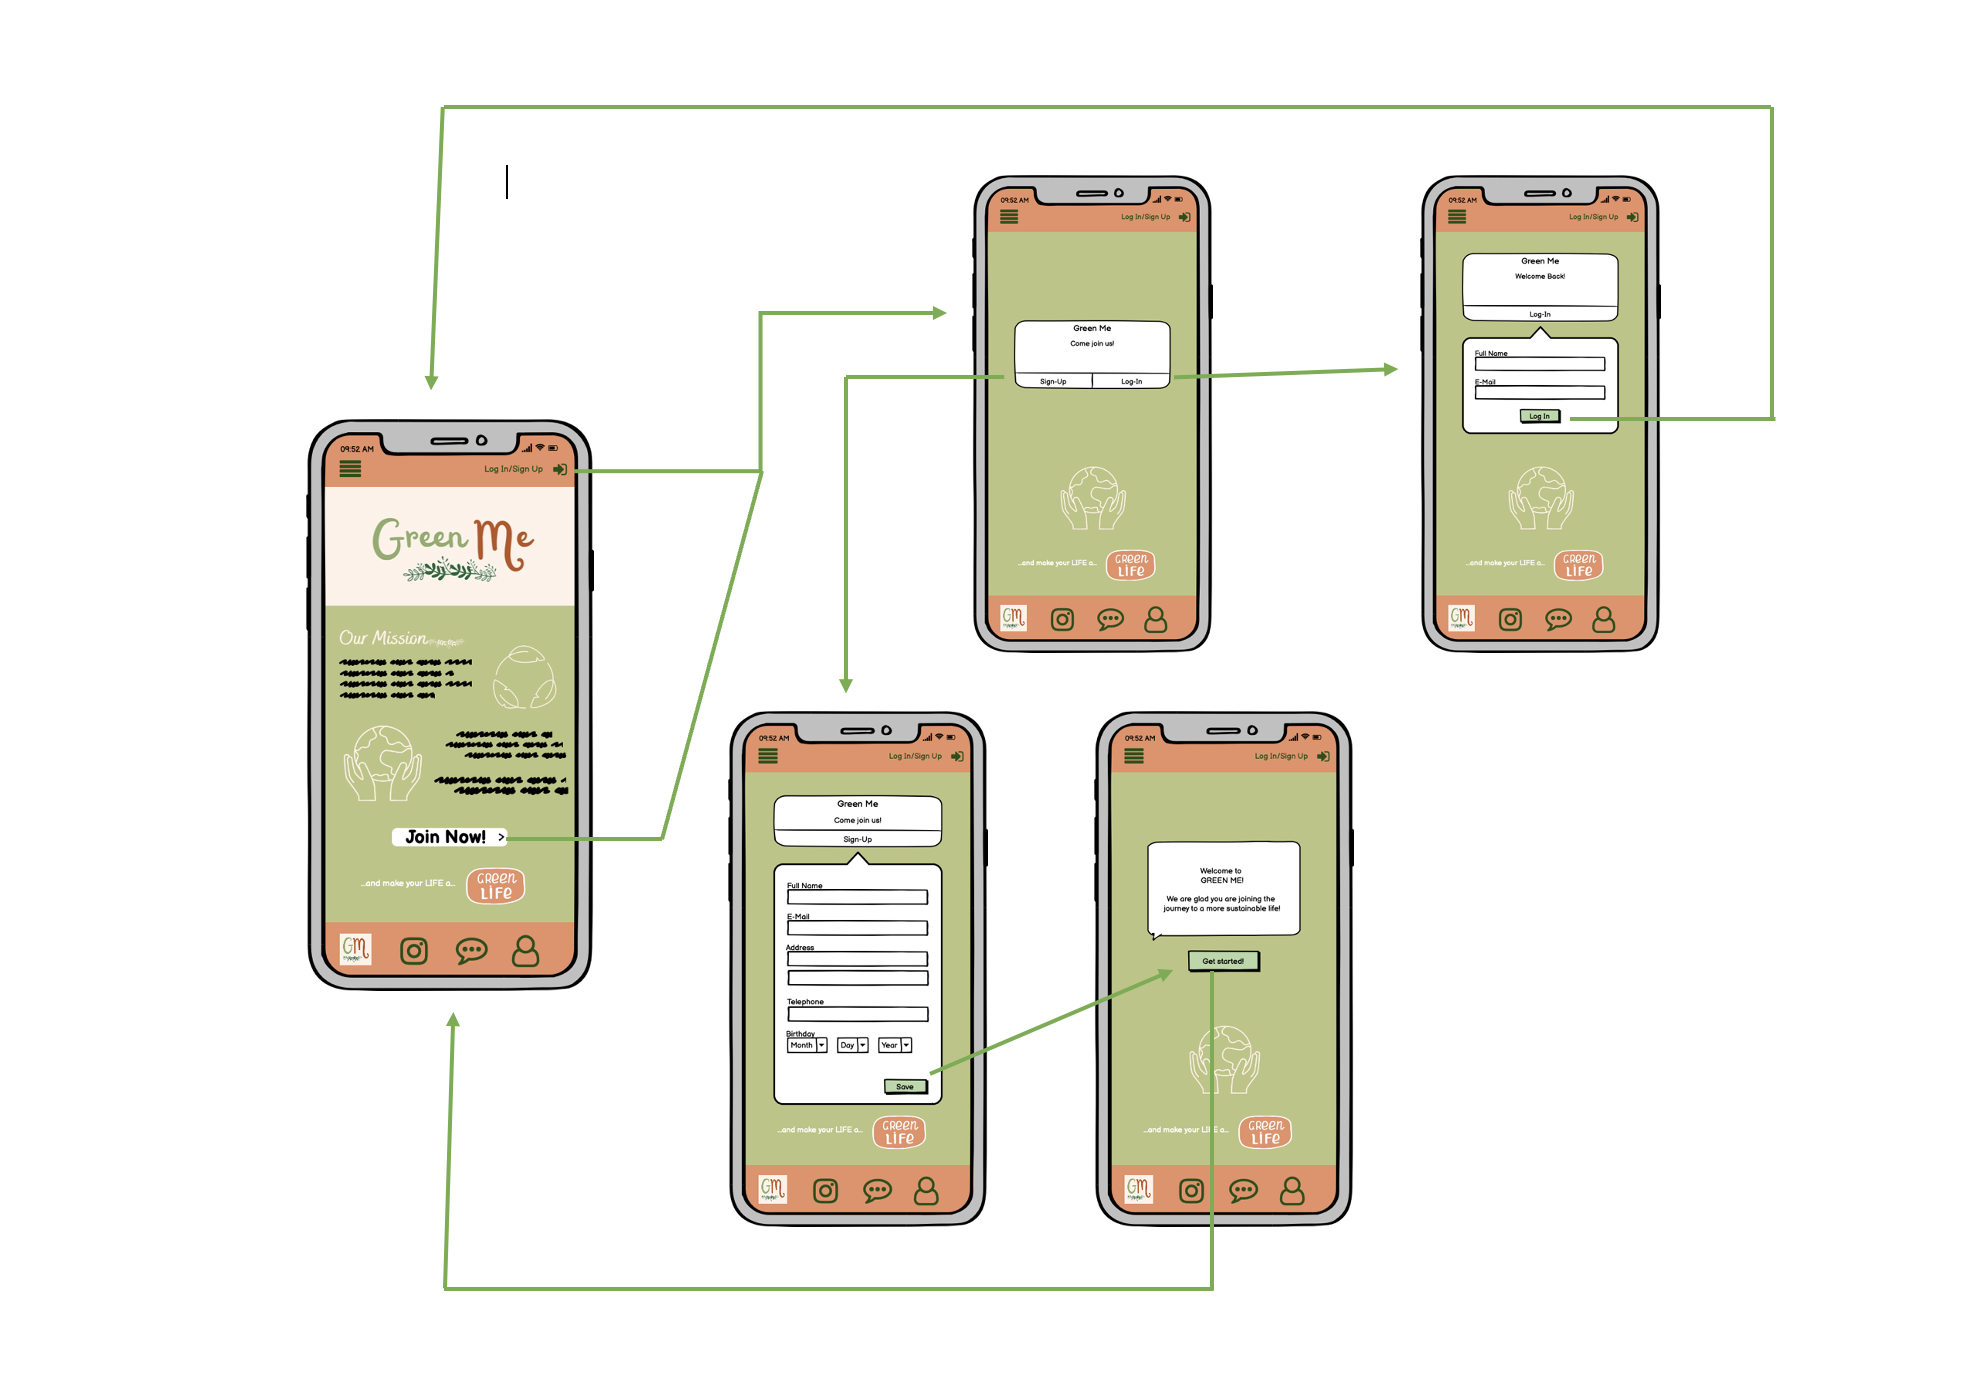 09:52 AM
Log In/Sign Up
Green Me
Our Mission
Join Now! >
...and make your LIFE a...
GREEN
LIFE
GM
09:52 AM
Log In/Sign Up
Green Me
Come join us!
Sign-Up
Log-In
...and make your LIFE a...
GREEN
LIFE
GM
09:52 AM
Log In/Sign Up
Green Me
Welcome Back!
Log-In
Full Name
E-Mail
Log In
...and make your LIFE a...
GREEN
LIFE
GM
09:52 AM
Log In/Sign Up
Green Me
Come join us!
Sign-Up
Full Name
E-Mail
Address
Telephone
Birthday
Month Day Year
Save
...and make your LIFE a...
GREEN
LIFE
GM
09:52 AM
Log In/Sign Up
Welcome to
GREEN ME!
We are glad you are joining the
journey to a more sustainable life!
Get started!
...and make your LIFE a...
GREEN
LIFE
GM